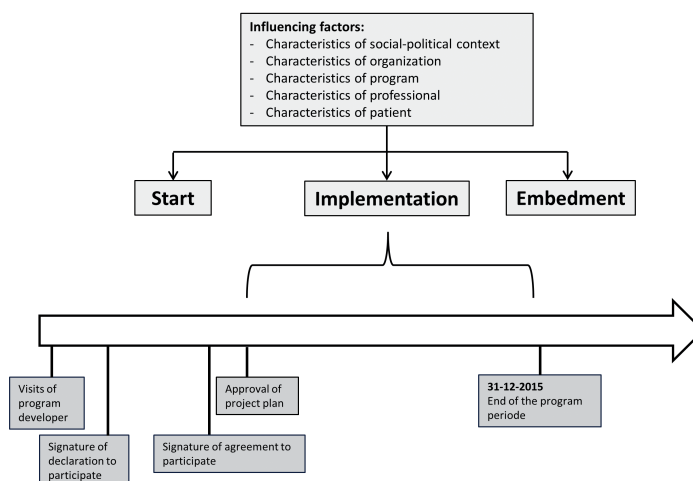 Influencing factors:
- Characteristics of social-political context
- Characteristics of organization
- Characteristics of program
- Characteristics of professional
- Characteristics of patient
Start
Implementation
Embedment
Visits of
program
developer
Signature of
declaration to
participate
Signature of agreement to
participate
Approval of
project plan
31-12-2015
End of the program
periode